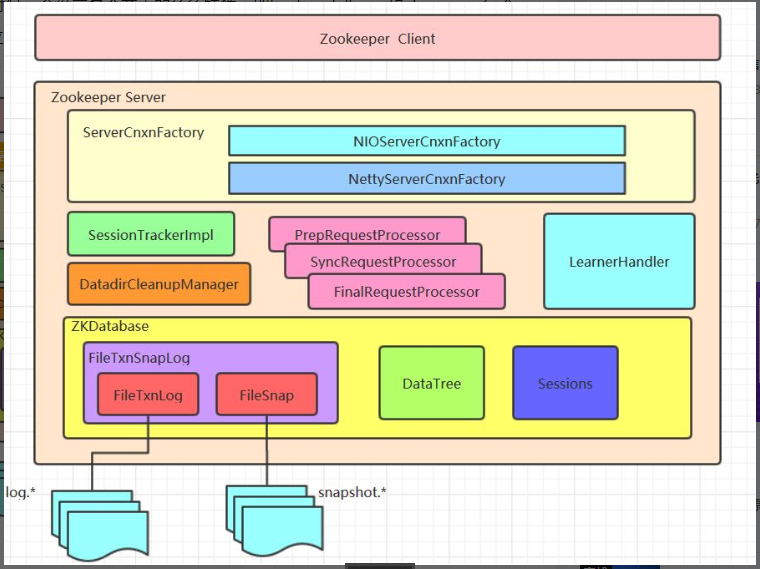 Zookeeper Client
Zookeeper Server
ServerCnxnFactory
NIOServerCnxnFactory
NettyServerCnxnFactory
SessionTrackerImpl
DatadirCleanupManager
PrepRequestProcessor
SyncRequestProcessor
FinalRequestProcessor
LearnerHandler
ZKDatabase
FileTxnSnapLog
FileTxnLog
FileSnap
DataTree
Sessions
log.*
snapshot.*